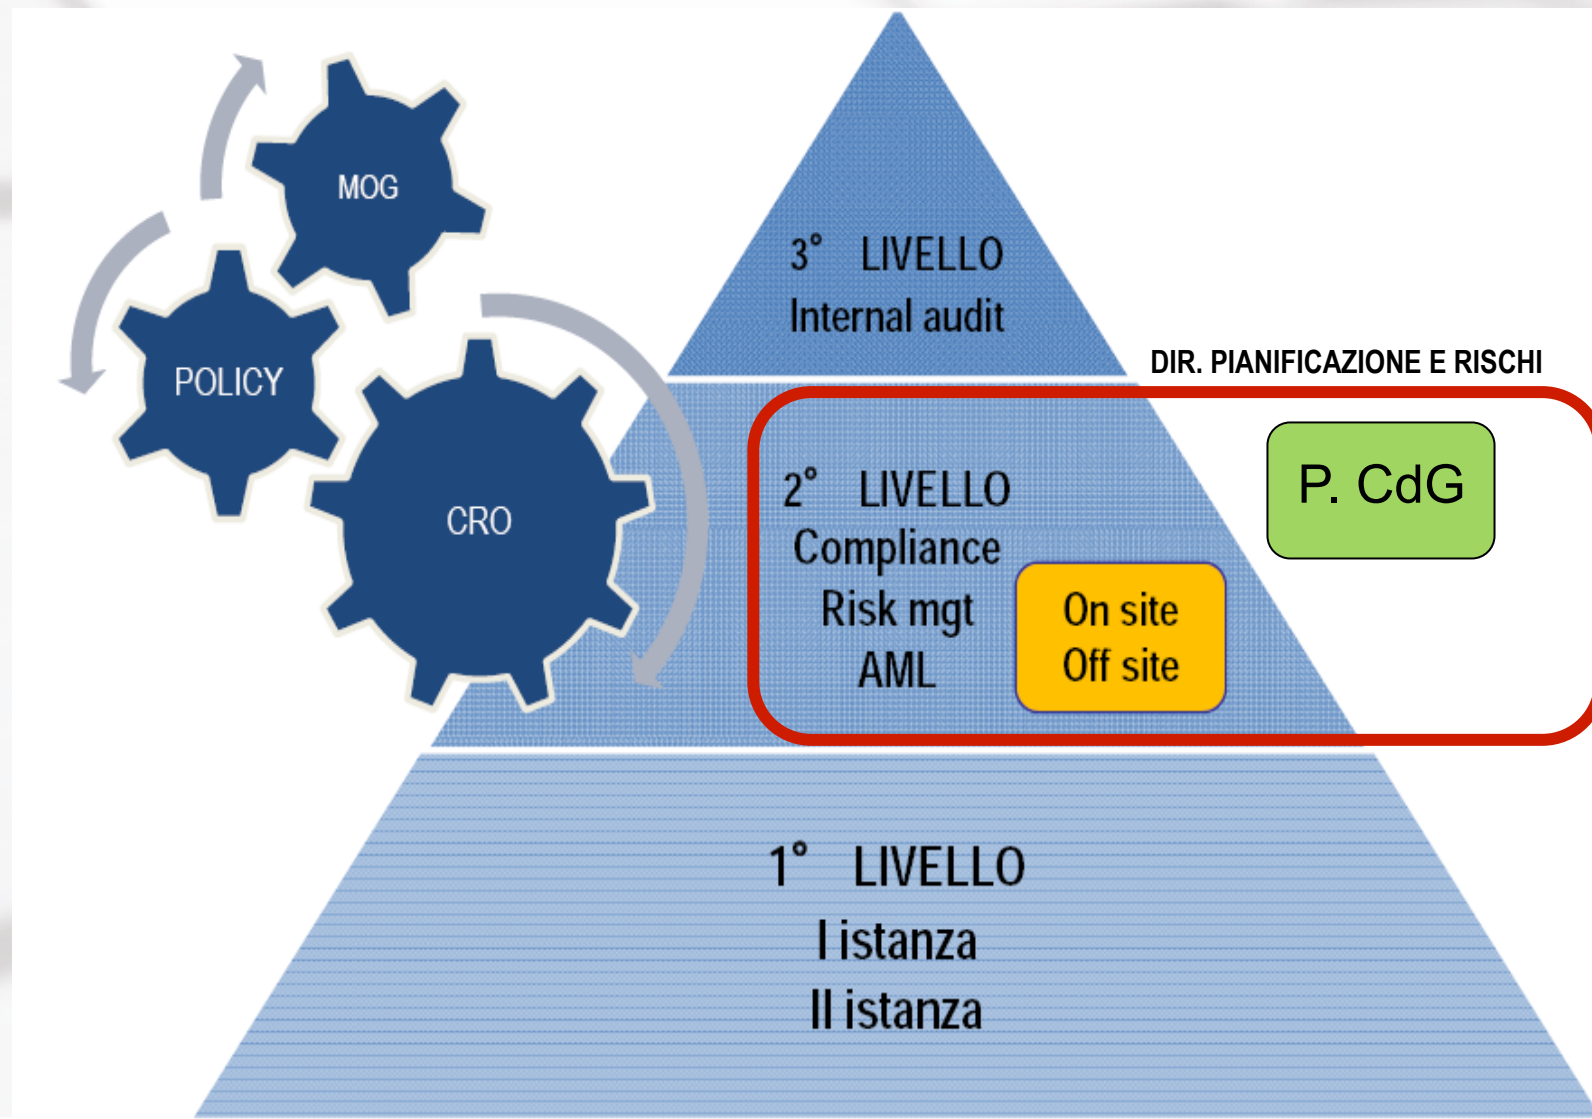 MOG
POLICY
CRO
3° LIVELLO
Internal audit
DIR. PIANIFICAZIONE E RISCHI
2° LIVELLO
Compliance
Risk mgt
AML
On site
Off site
P. CdG
1° LIVELLO
I istanza
II istanza